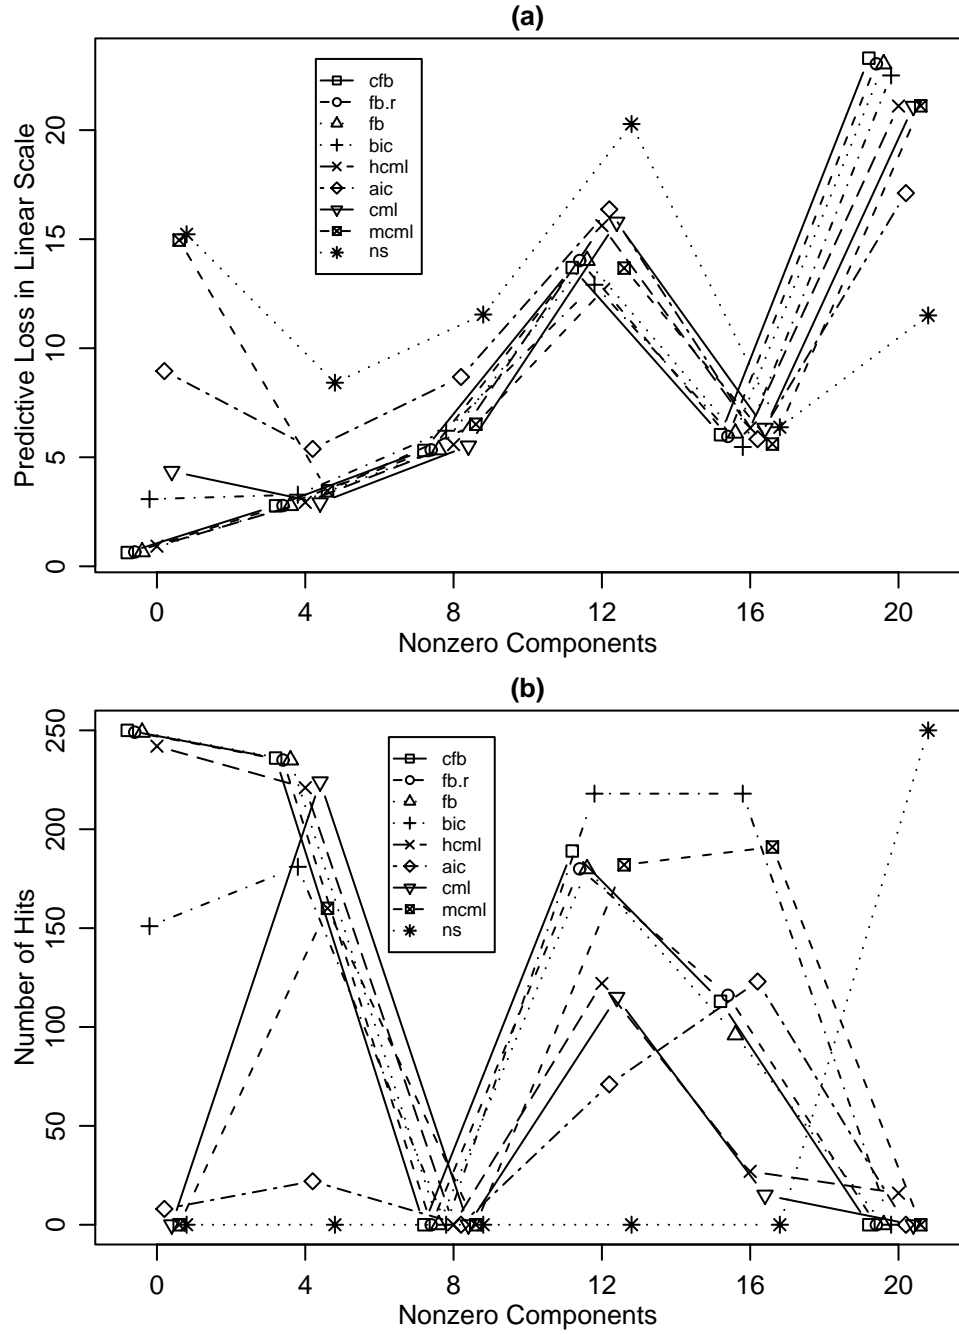 (a)
Predictive Loss in Linear Scale
20
15
10
5
0
cfb
fb.r
fb
bic
hcml
aic
cml
mcml
ns
0 4 8 12 16 20
Nonzero Components
(b)
Number of Hits
250
200
150
100
50
0
cfb
fb.r
fb
bic
hcml
aic
cml
mcml
ns
0 4 8 12 16 20
Nonzero Components